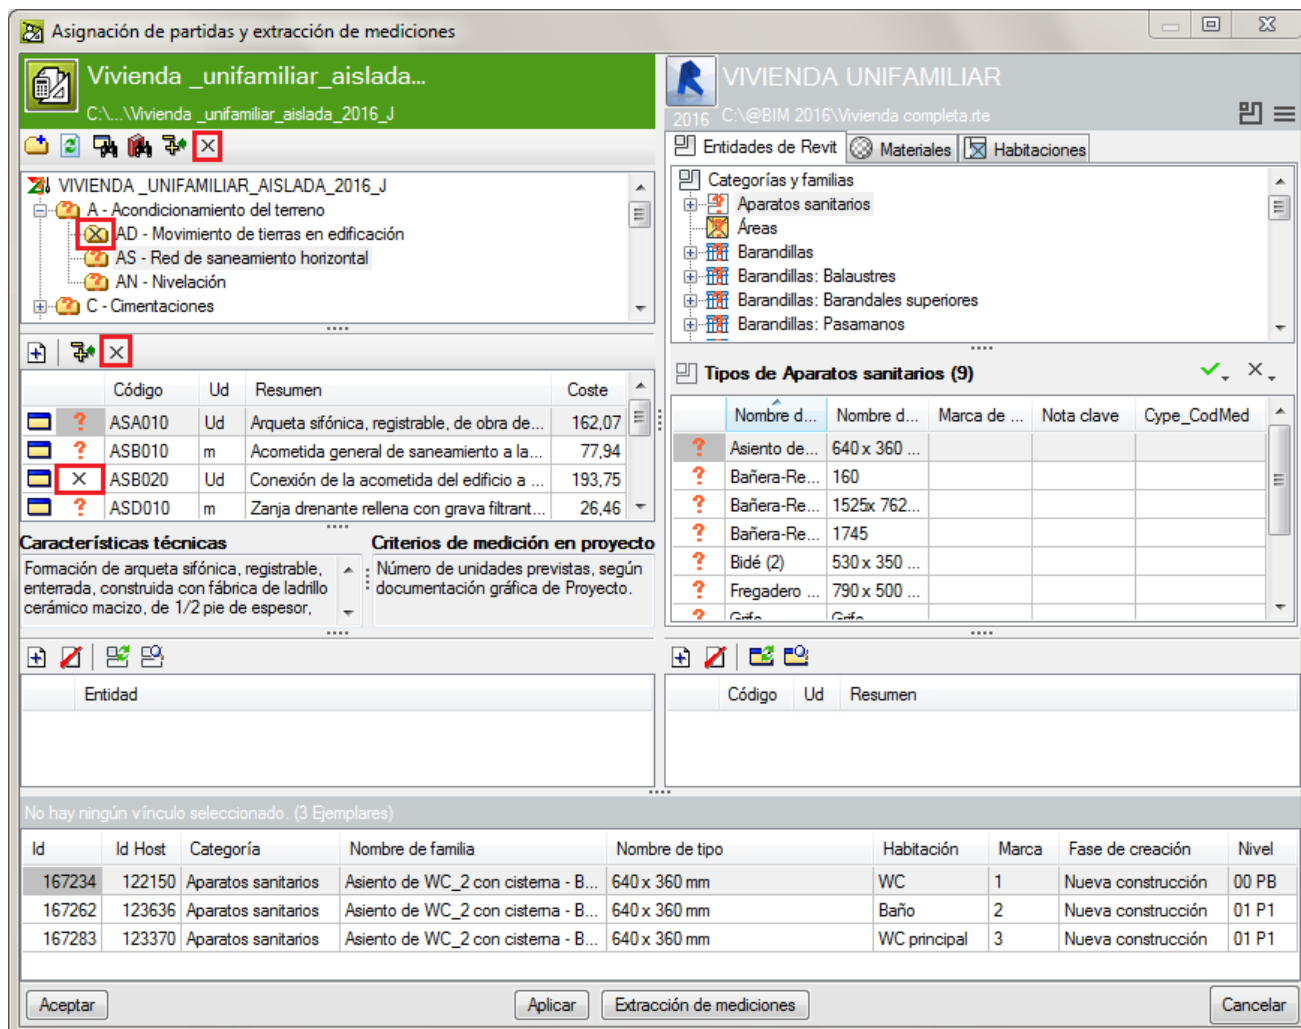 Asignación de partidas y extracción de mediciones
Vivienda _unifamiliar_aislada...
C:\...\Vivienda _unifamiliar_aislada_2016_J
VIVIENDA UNIFAMILIAR
2016 C:\@BIM 2016\Vivienda completa.rte
Entidades de Revit Materiales Habitaciones
VIVIENDA _UNIFAMILIAR_AISLADA_2016_J
A - Acondicionamiento del terreno
AD - Movimiento de tierras en edificación
AS - Red de saneamiento horizontal
AN - Nivelación
C - Cimentaciones
Categorías y familias
Aparatos sanitarios
Áreas
Barandillas
Barandillas: Balaustres
Barandillas: Barandales superiores
Barandillas: Pasamanos
Código Ud Resumen Coste
ASA010 Ud Arqueta sifónica, registrable, de obra de... 162,07
ASB010 m Acometida general de saneamiento a la... 77,94
ASB020 Ud Conexión de la acometida del edificio a ... 193,75
ASD010 m Zanja drenante rellena con grava filtrant... 26,46
Tipos de Aparatos sanitarios (9)
Nombre d... Nombre d... Marca de ... Nota clave Cype_CodMed
Asiento de... 640 x 360 ...
Bañera-Re... 160
Bañera-Re... 1525x 762...
Bañera-Re... 1745
Bidé (2) 530 x 350 ...
Fregadero ... 790 x 500 ...
Grifo Grifo
Características técnicas
Formación de arqueta sifónica, registrable,
enterrada, construida con fábrica de ladrillo
cerámico macizo, de 1/2 pie de espesor,
Criterios de medición en proyecto
Número de unidades previstas, según
documentación gráfica de Proyecto.
Entidad
Código Ud Resumen
No hay ningún vínculo seleccionado. (3 Ejemplares)
Id Id Host Categoría Nombre de familia Nombre de tipo Habitación Marca Fase de creación Nivel
167234 122150 Aparatos sanitarios Asiento de WC_2 con cisterna - B... 640 x 360 mm WC 1 Nueva construcción 00 PB
167262 123636 Aparatos sanitarios Asiento de WC_2 con cisterna - B... 640 x 360 mm Baño 2 Nueva construcción 01 P1
167283 123370 Aparatos sanitarios Asiento de WC_2 con cisterna - B... 640 x 360 mm WC principal 3 Nueva construcción 01 P1
Aceptar Aplicar Extracción de mediciones Cancelar